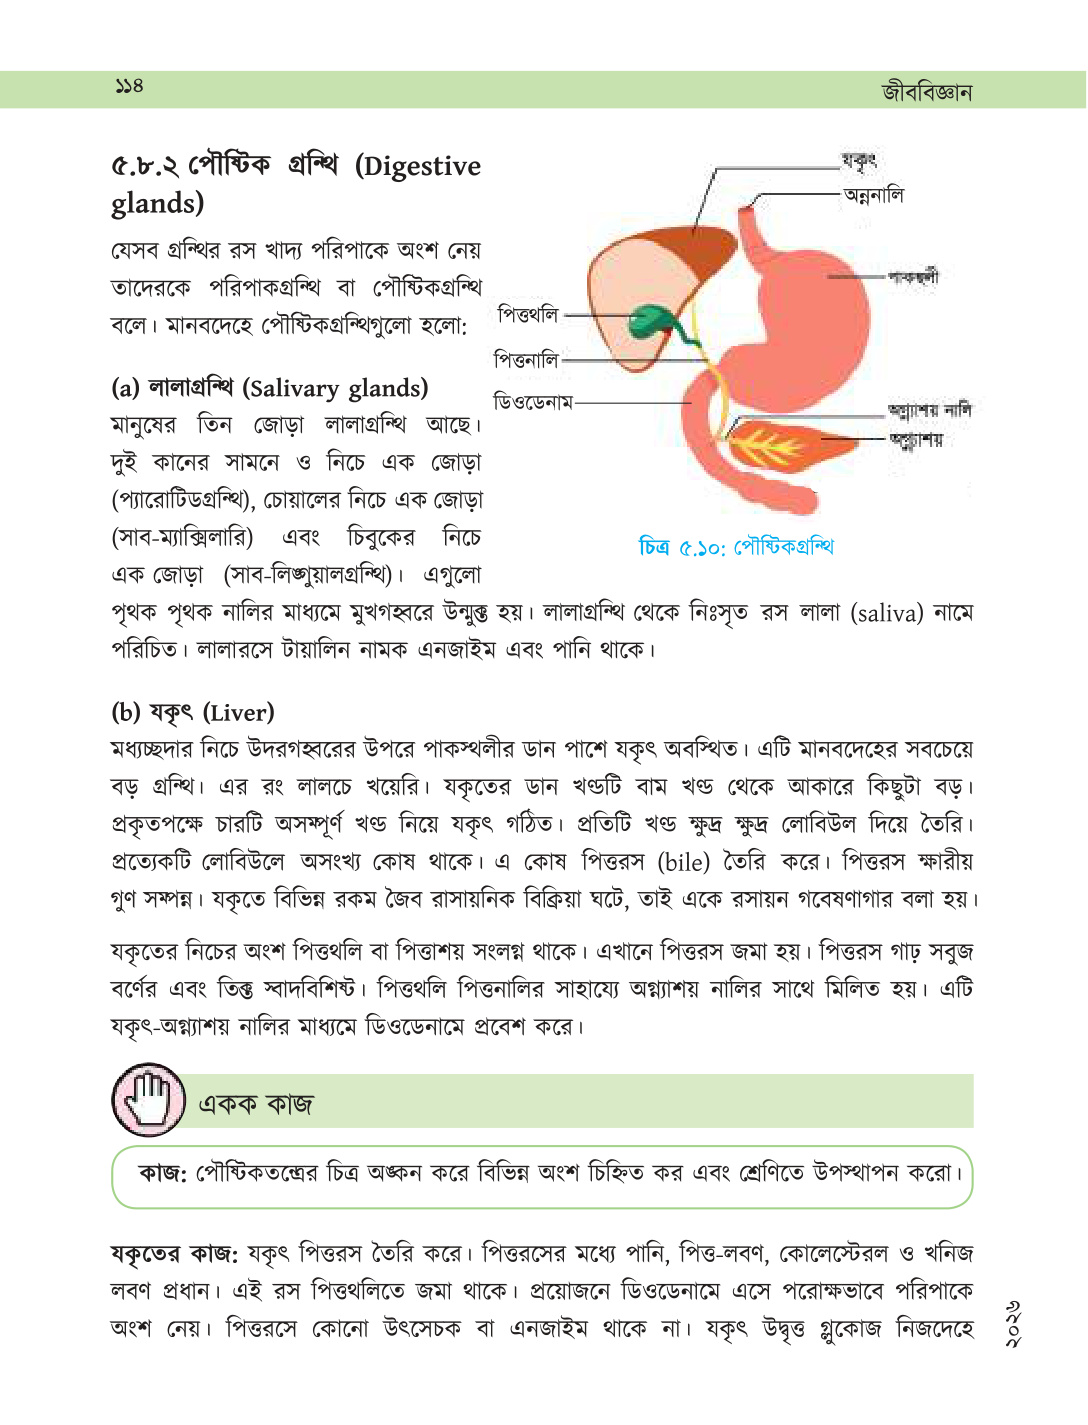 ১১৪
জীববিজ্ঞান
৫.৮.২ পৌষ্টিক গ্রন্থি (Digestive
glands)
যেসব গ্রন্থির রস খাদ্য পরিপাকে অংশ নেয়
তাদেরকে পরিপাকগ্রন্থি বা পৌষ্টিকগ্রন্থি
বলে। মানবদেহে পৌষ্টিকগ্রন্থিগুলো হলো:
(a) লালাগ্রন্থি (Salivary glands)
মানুষের তিন জোড়া লালাগ্রন্থি আছে।
দুই কানের সামনে ও নিচে এক জোড়া
(প্যারোটিডগ্রন্থি), চোয়ালের নিচে এক জোড়া
(সাব-ম্যাক্সিলারি) এবং চিবুকের নিচে
এক জোড়া (সাব-লিঙ্গুয়ালগ্রন্থি)। এগুলো
যকৃৎ
অন্ননালি
পাকস্থলী
পিত্তথলি
পিত্তনালি
ডিওডেনাম
অগ্ন্যাশয় নালি
অগ্ন্যাশয়
চিত্র ৫.১০: পৌষ্টিকগ্রন্থি
পৃথক পৃথক নালির মাধ্যমে মুখগহ্বরে উন্মুক্ত হয়। লালাগ্রন্থি থেকে নিঃসৃত রস লালা (saliva) নামে
পরিচিত। লালারসে টায়ালিন নামক এনজাইম এবং পানি থাকে।
(b) যকৃৎ (Liver)
মধ্যচ্ছদার নিচে উদরগহ্বরের উপরে পাকস্থলীর ডান পাশে যকৃৎ অবস্থিত। এটি মানবদেহের সবচেয়ে
বড় গ্রন্থি। এর রং লালচে খয়েরি। যকৃতের ডান খণ্ডটি বাম খণ্ড থেকে আকারে কিছুটা বড়।
প্রকৃতপক্ষে চারটি অসম্পূর্ণ খণ্ড নিয়ে যকৃৎ গঠিত। প্রতিটি খণ্ড ক্ষুদ্র ক্ষুদ্র লোবিউল দিয়ে তৈরি।
প্রত্যেকটি লোবিউলে অসংখ্য কোষ থাকে। এ কোষ পিত্তরস (bile) তৈরি করে। পিত্তরস ক্ষারীয়
গুণ সম্পন্ন। যকৃতে বিভিন্ন রকম জৈব রাসায়নিক বিক্রিয়া ঘটে, তাই একে রসায়ন গবেষণাগার বলা হয়।
যকৃতের নিচের অংশ পিত্তথলি বা পিত্তাশয় সংলগ্ন থাকে। এখানে পিত্তরস জমা হয়। পিত্তরস গাঢ় সবুজ
বর্ণের এবং তিক্ত স্বাদবিশিষ্ট। পিত্তথলি পিত্তনালির সাহায্যে অগ্ন্যাশয় নালির সাথে মিলিত হয়। এটি
যকৃৎ-অগ্ন্যাশয় নালির মাধ্যমে ডিওডেনামে প্রবেশ করে।
একক কাজ
কাজ: পৌষ্টিকতন্ত্রের চিত্র অঙ্কন করে বিভিন্ন অংশ চিহ্নিত কর এবং শ্রেণিতে উপস্থাপন করো।
যকৃতের কাজ: যকৃৎ পিত্তরস তৈরি করে। পিত্তরসের মধ্যে পানি, পিত্ত-লবণ, কোলেস্টেরল ও খনিজ
লবণ প্রধান। এই রস পিত্তথলিতে জমা থাকে। প্রয়োজনে ডিওডেনামে এসে পরোক্ষভাবে পরিপাকে
অংশ নেয়। পিত্তরসে কোনো উৎসেচক বা এনজাইম থাকে না। যকৃৎ উদ্বৃত্ত গ্লুকোজ নিজদেহে
২০২৬